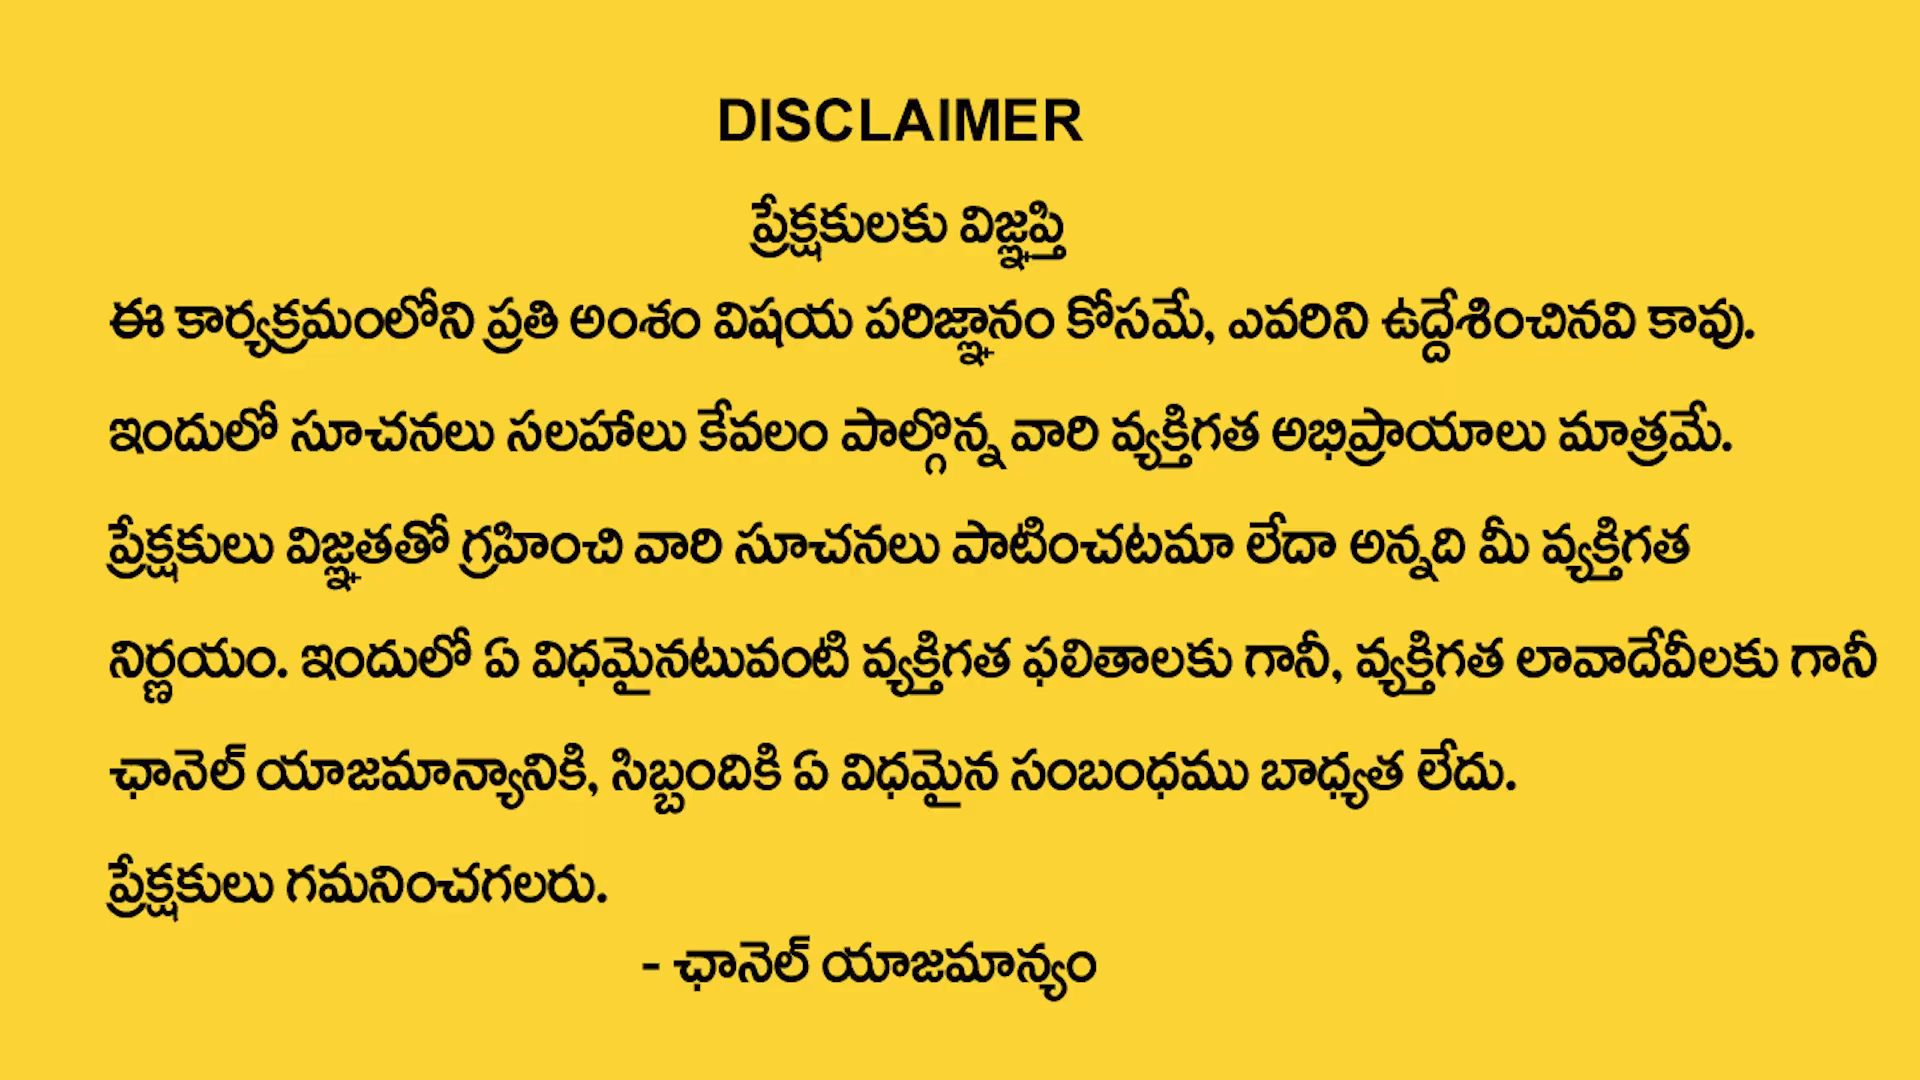 DISCLAIMER
ప్రేక్షకులకు విజ్ఞప్తి
ఈ కార్యక్రమంలోని ప్రతి అంశం విషయ పరిజ్ఞానం కోసమే, ఎవరిని ఉద్దేశించినవి కావు.
ఇందులో సూచనలు సలహాలు కేవలం పాల్గొన్న వారి వ్యక్తిగత అభిప్రాయాలు మాత్రమే.
ప్రేక్షకులు విజ్ఞతతో గ్రహించి వారి సూచనలు పాటించటమా లేదా అన్నది మీ వ్యక్తిగత
నిర్ణయం. ఇందులో ఏ విధమైనటువంటి వ్యక్తిగత ఫలితాలకు గానీ, వ్యక్తిగత లావాదేవీలకు గానీ
ఛానెల్ యాజమాన్యానికి, సిబ్బందికి ఏ విధమైన సంబంధము బాధ్యత లేదు.
ప్రేక్షకులు గమనించగలరు.
- ఛానెల్ యాజమాన్యం